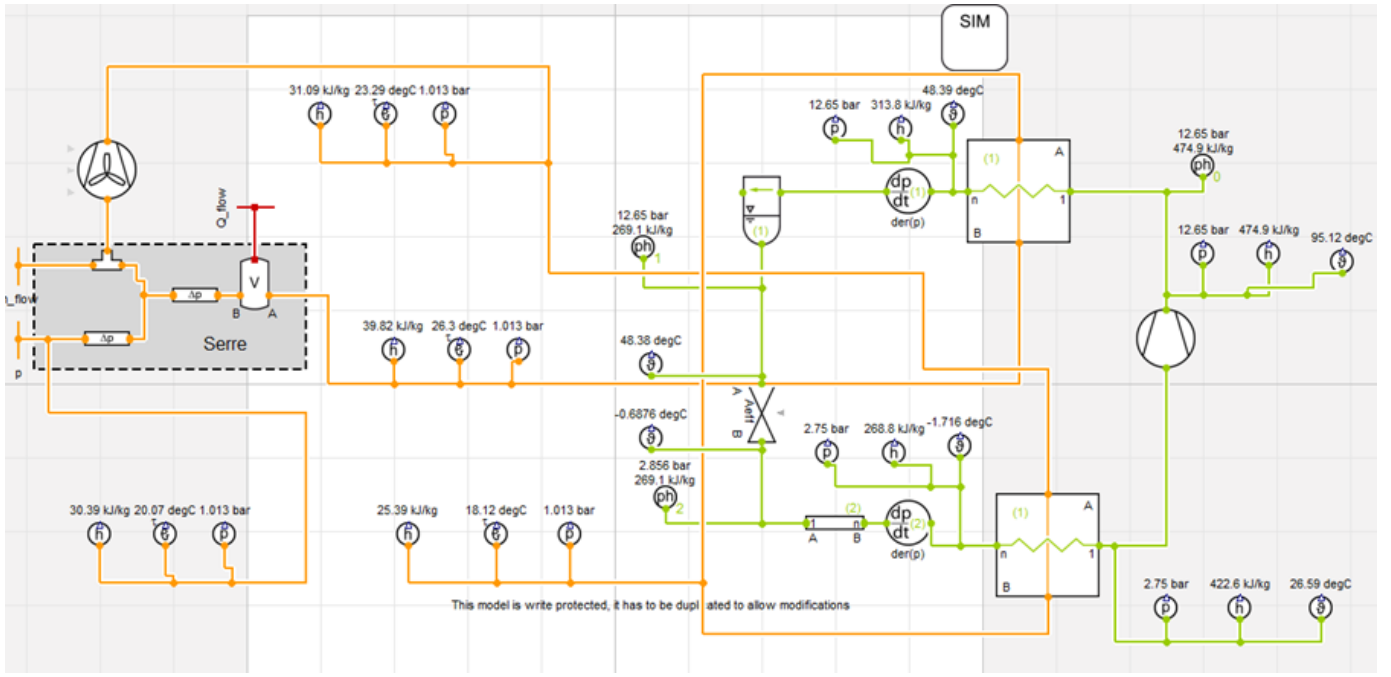 SIM
31.09 kJ/kg 23.29 degC 1.013 bar
h ϑ p
12.65 bar 313.8 kJ/kg 48.39 degC
p h ϑ
(1) A
n 1
B
12.65 bar
474.9 kJ/kg
ph 0
dp
dt (1)
der(p)
(1)
Q_flow
12.65 bar
269.1 kJ/kg
ph 1
12.65 bar 474.9 kJ/kg 95.12 degC
p h ϑ
_flow
V
Δp
B A
Δp
Serre
p
39.82 kJ/kg 26.3 degC 1.013 bar
h p
48.38 degC
ϑ
A
Aeff
B
-0.6876 degC
ϑ
2.75 bar 268.8 kJ/kg -1.716 degC
p h ϑ
2.856 bar
269.1 kJ/kg
ph 2
30.39 kJ/kg 20.07 degC 1.013 bar
h p
25.39 kJ/kg 18.12 degC 1.013 bar
h p
(2)
1 n
A B
dp
dt (2)
der(p)
(1) A
n 1
B
2.75 bar 422.6 kJ/kg 26.59 degC
p h ϑ
This model is write protected, it has to be duplicated to allow modifications